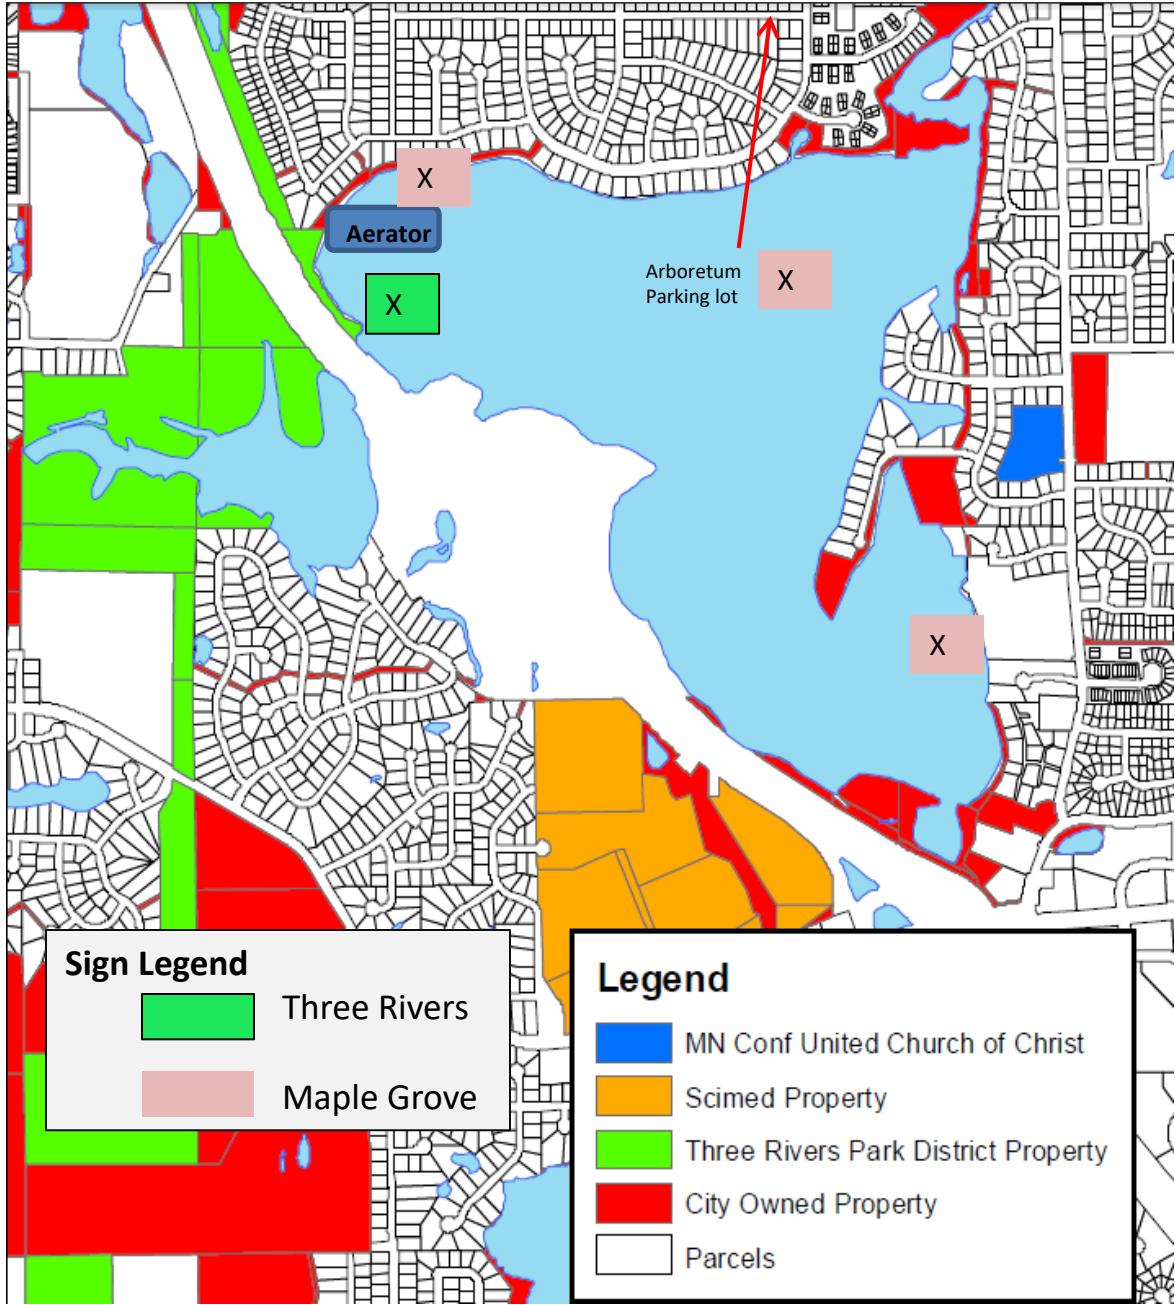 X
Aerator
X
Arboretum
Parking lot
X
X
Sign Legend
Three Rivers
Maple Grove
Legend
MN Conf United Church of Christ
Scimed Property
Three Rivers Park District Property
City Owned Property
Parcels